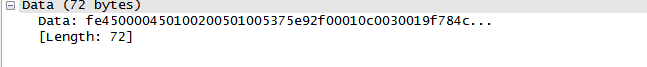 Data (72 bytes)
Data: fe450000450100200501005375e92f00010c0030019f784c...
[Length: 72]